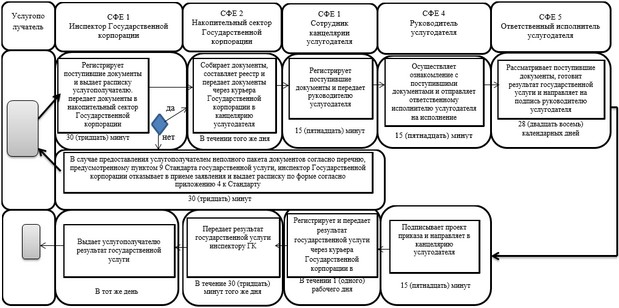 Услугопо
лучатель
СФЕ 1
Инспектор Государственной
корпорации
СФЕ 2
Накопительный сектор
Государственной
корпорации
СФЕ 1
Сотрудник
канцелярии
услугодателя
СФЕ 4
Руководитель
услугодателя
СФЕ 5
Ответственный исполнитель
услугодателя
Регистрирует
поступившие документы
и выдает расписку
услугополучателю.
передает документы в
накопительный сектор
Государственной
корпорации
30 (тридцать) минут
да
нет
Собирает документы,
составляет реестр и
передает документы
через курьера
Государственной
корпорации в
канцелярию
услугодателя
В течении того же дня
Регистрирует
поступившие
документы и передает
руководителю
услугодателя
15 (пятнадцать) минут
Осуществляет
ознакомление с
поступившими
документами и отправляет
ответственному
исполнителю услугодателя
на исполнение
15 (пятнадцать) минут
Рассматривает поступившие
документы, готовит
результат государственной
услуги и направляет на
подпись руководителю
услугодателя
28 (двадцать восемь)
календарных дней
В случае предоставления услугополучателем неполного пакета документов согласно перечню,
предусмотренному пунктом 9 Стандарта государственной услуги, инспектор Государственной
корпорации отказывает в приеме заявления и выдает расписку по форме согласно
приложению 4 к Стандарту
30 (тридцать) минут
Выдает услугополучателю
результат государственной
услуги
В тот же день
Передает результат
государственной услуги
инспектору ГК
В течение 30 (тридцать)
минут того же дня
Регистрирует и передает
результат
государственной услуги
через курьера
Государственной
корпорации в
В течении 1 (одного)
рабочего дня
Подписывает проект
приказа и направляет в
канцелярию
услугодателя
15 (пятнадцать) минут